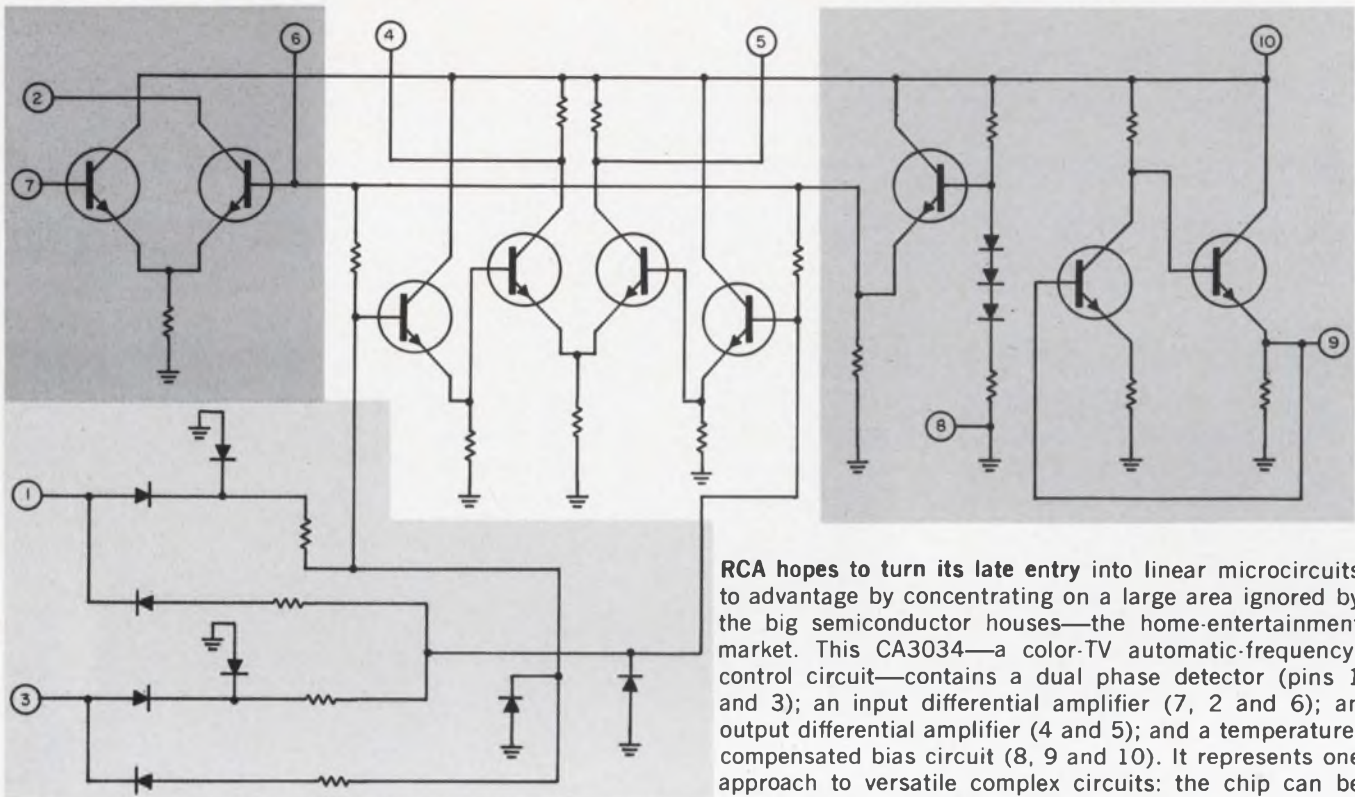 6
4
5
10
2
7
9
8
1
3
RCA hopes to turn its late entry into linear microcircuits
to advantage by concentrating on a large area ignored by
the big semiconductor houses—the home-entertainment
market. This CA3034—a color-TV automatic-frequency
control circuit—contains a dual phase detector (pins 1
and 3); an input differential amplifier (7, 2 and 6); an
output differential amplifier (4 and 5); and a temperature
compensated bias circuit (8, 9 and 10). It represents one
approach to versatile complex circuits: the chip can be